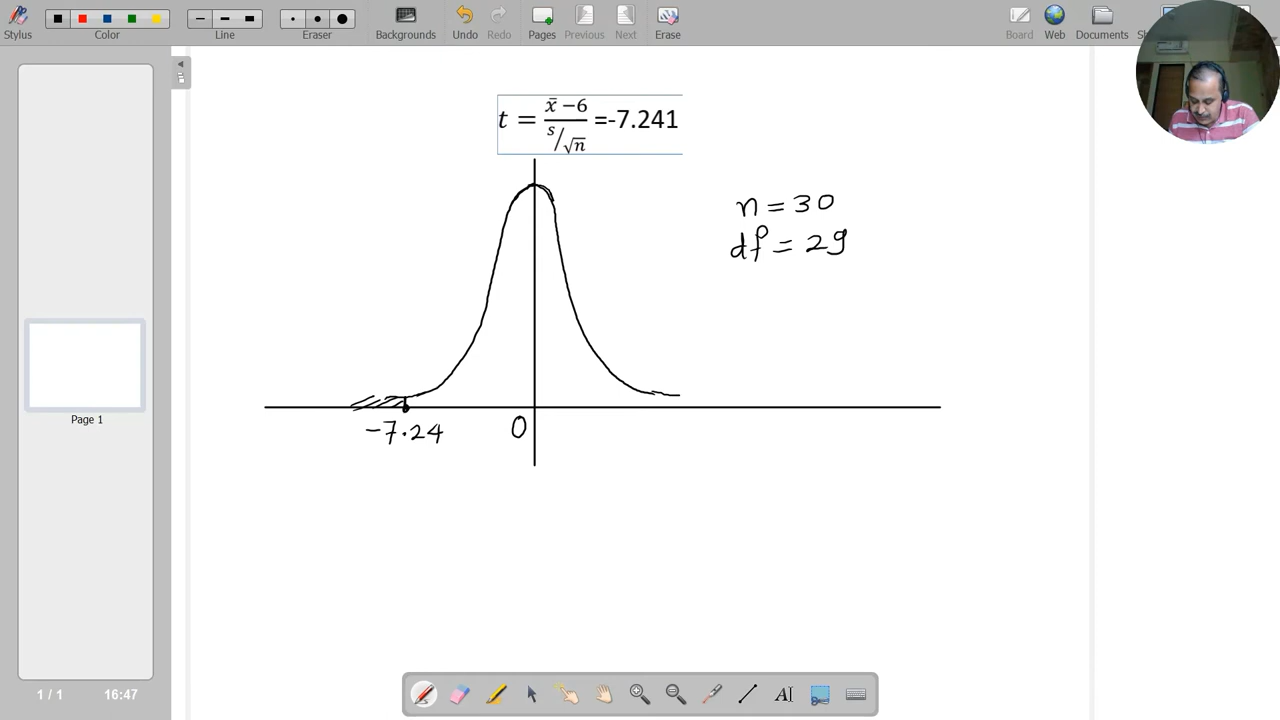 Stylus Color Line Eraser Backgrounds Undo Redo Pages Previous Next Erase Board Web Documents
t = x̄ −6 / s/√n =-7.241
n = 30
df = 29
-7.24 0
Page 1
1 / 1 16:47
AI